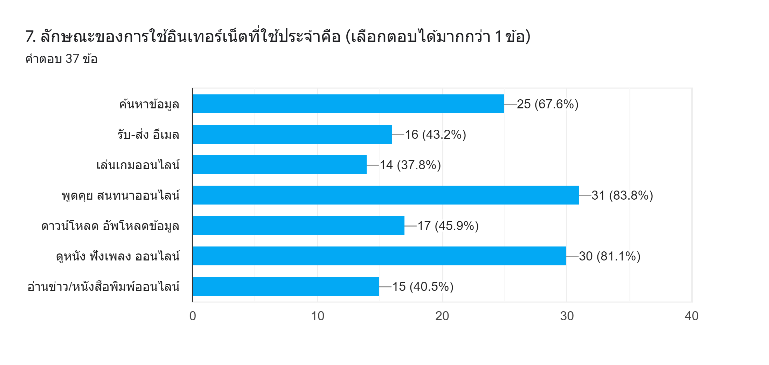 7. ลักษณะของการใช้อินเทอร์เน็ตที่ใช้ประจำคือ (เลือกตอบได้มากกว่า 1 ข้อ)
คำตอบ 37 ข้อ
ค้นหาข้อมูล 25 (67.6%)
รับ-ส่ง อีเมล 16 (43.2%)
เล่นเกมออนไลน์ 14 (37.8%)
พูดคุย สนทนาออนไลน์ 31 (83.8%)
ดาวน์โหลด อัพโหลดข้อมูล 17 (45.9%)
ดูหนัง ฟังเพลง ออนไลน์ 30 (81.1%)
อ่านข่าว/หนังสือพิมพ์ออนไลน์ 15 (40.5%)
0 10 20 30 40